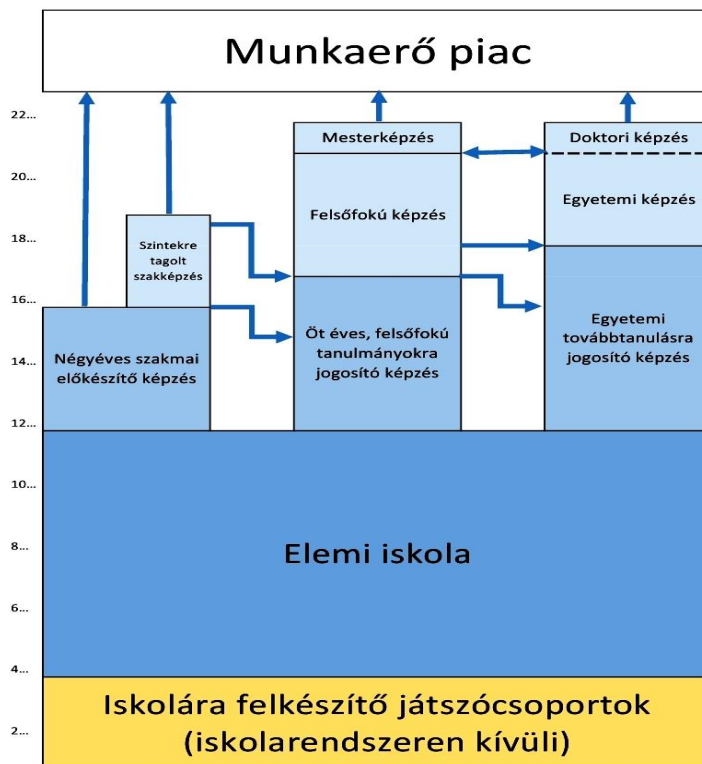 Munkaerő piac
22...
Mesterképzés
Doktori képzés
20...
Felsőfokú képzés
Egyetemi képzés
18...
Szintekre
tagolt
szakképzés
16...
Négyéves szakmai
előkészítő képzés
Öt éves, felsőfokú
tanulmányokra
jogosító képzés
Egyetemi
továbbtanulásra
jogosító képzés
14...
12...
10...
Elemi iskola
8...
6...
4...
Iskolára felkészítő játszócsoportok
(iskolarendszeren kívüli)
2...